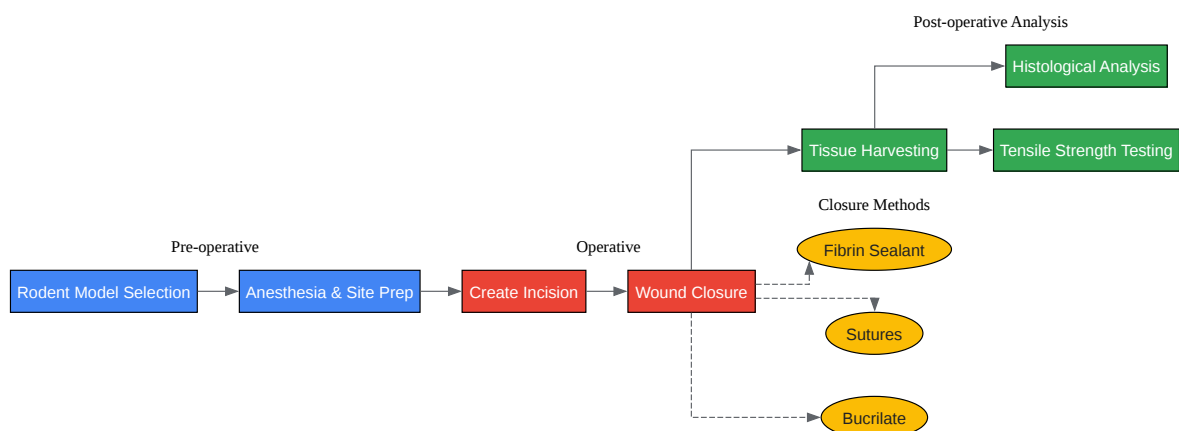 Post-operative Analysis
Histological Analysis
Tissue Harvesting
Tensile Strength Testing
Closure Methods
Pre-operative
Operative
Fibrin Sealant
Rodent Model Selection
Anesthesia & Site Prep
Create Incision
Wound Closure
Sutures
Bucrilate